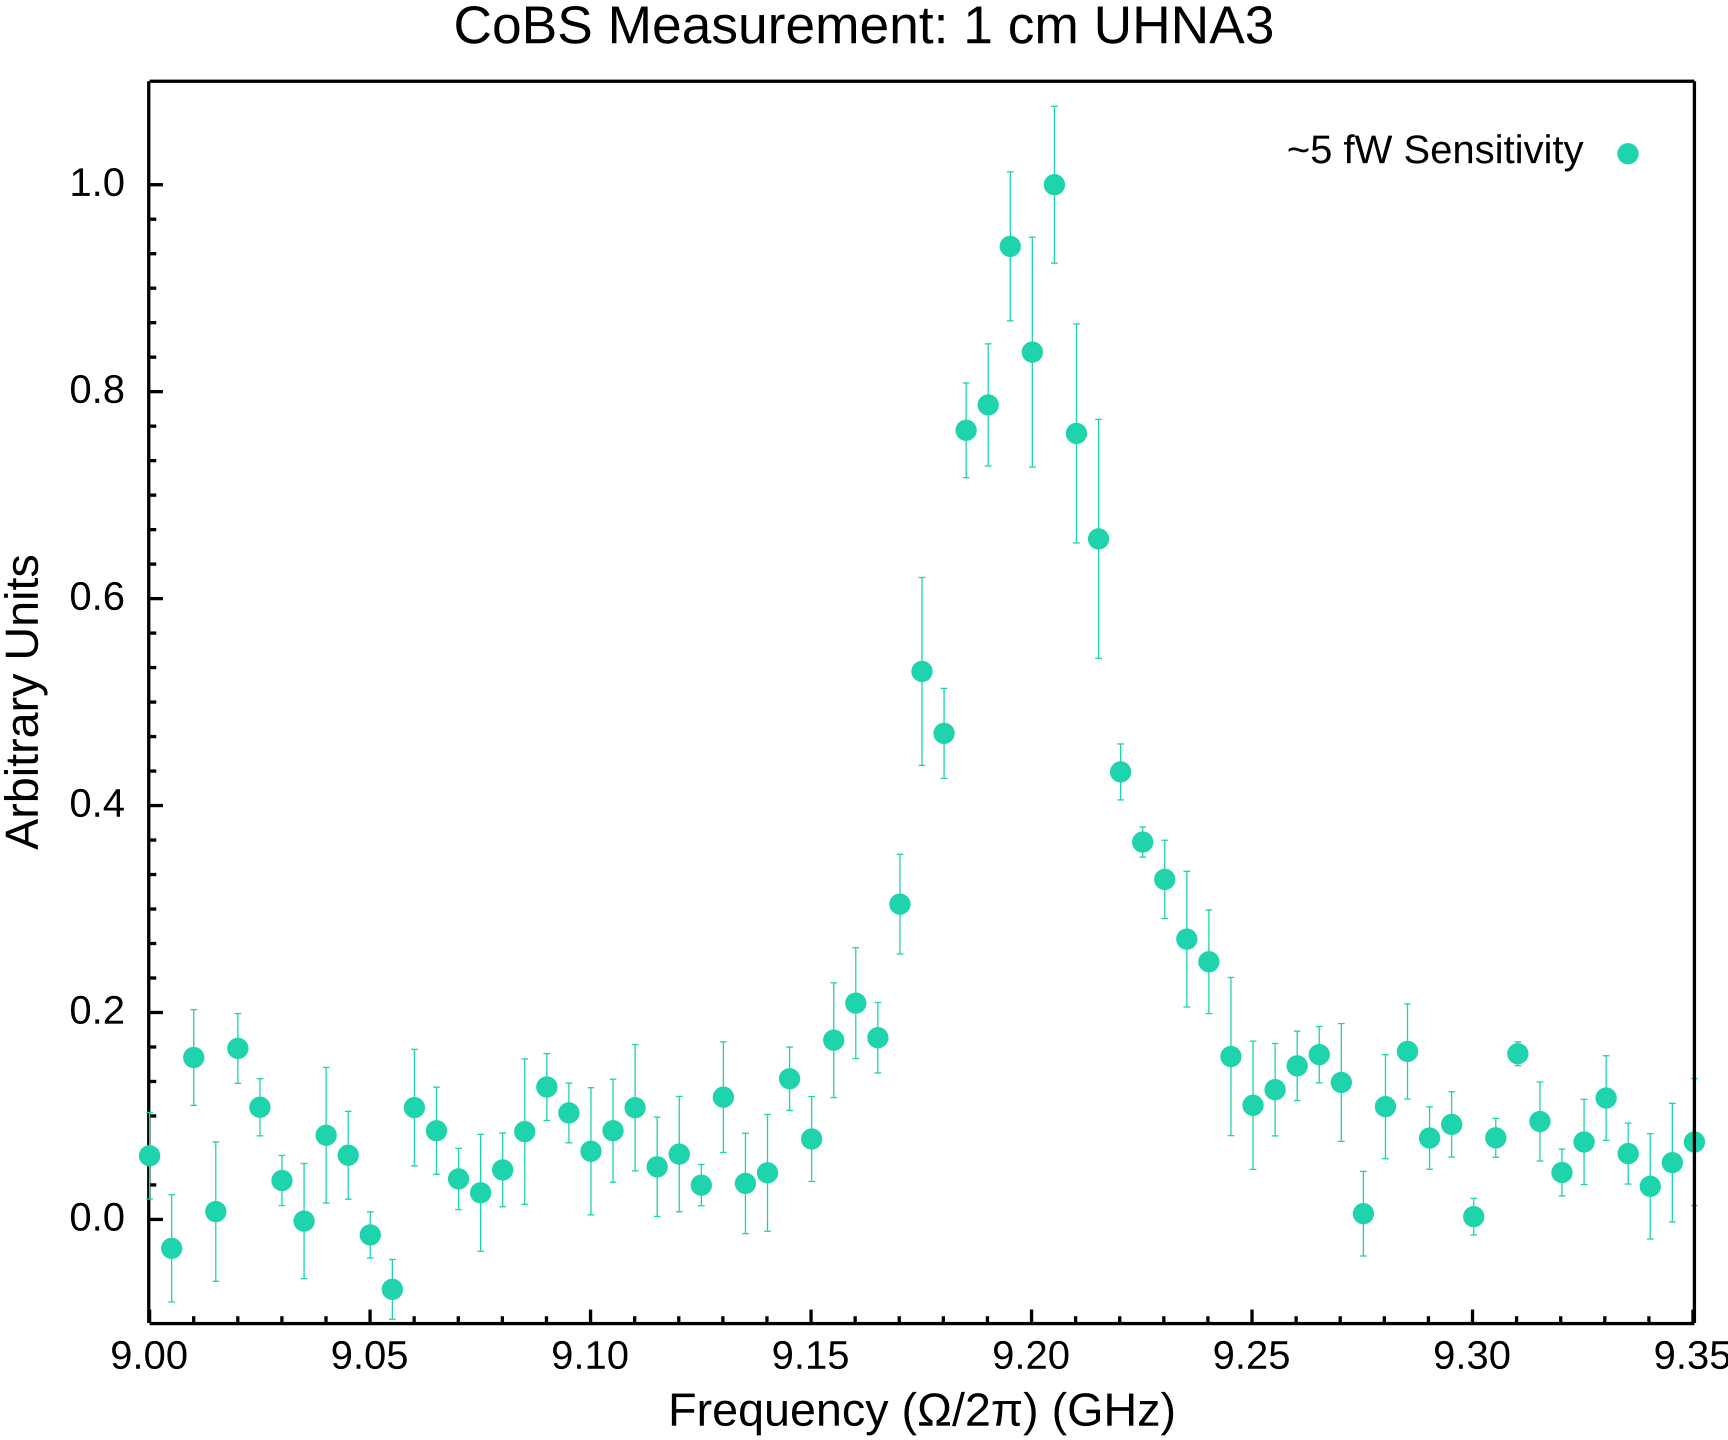 CoBS Measurement: 1 cm UHNA3
~5 fW Sensitivity
1.0
0.8
0.6
0.4
0.2
0.0
Arbitrary Units
9.00 9.05 9.10 9.15 9.20 9.25 9.30 9.35
Frequency (Ω/2π) (GHz)